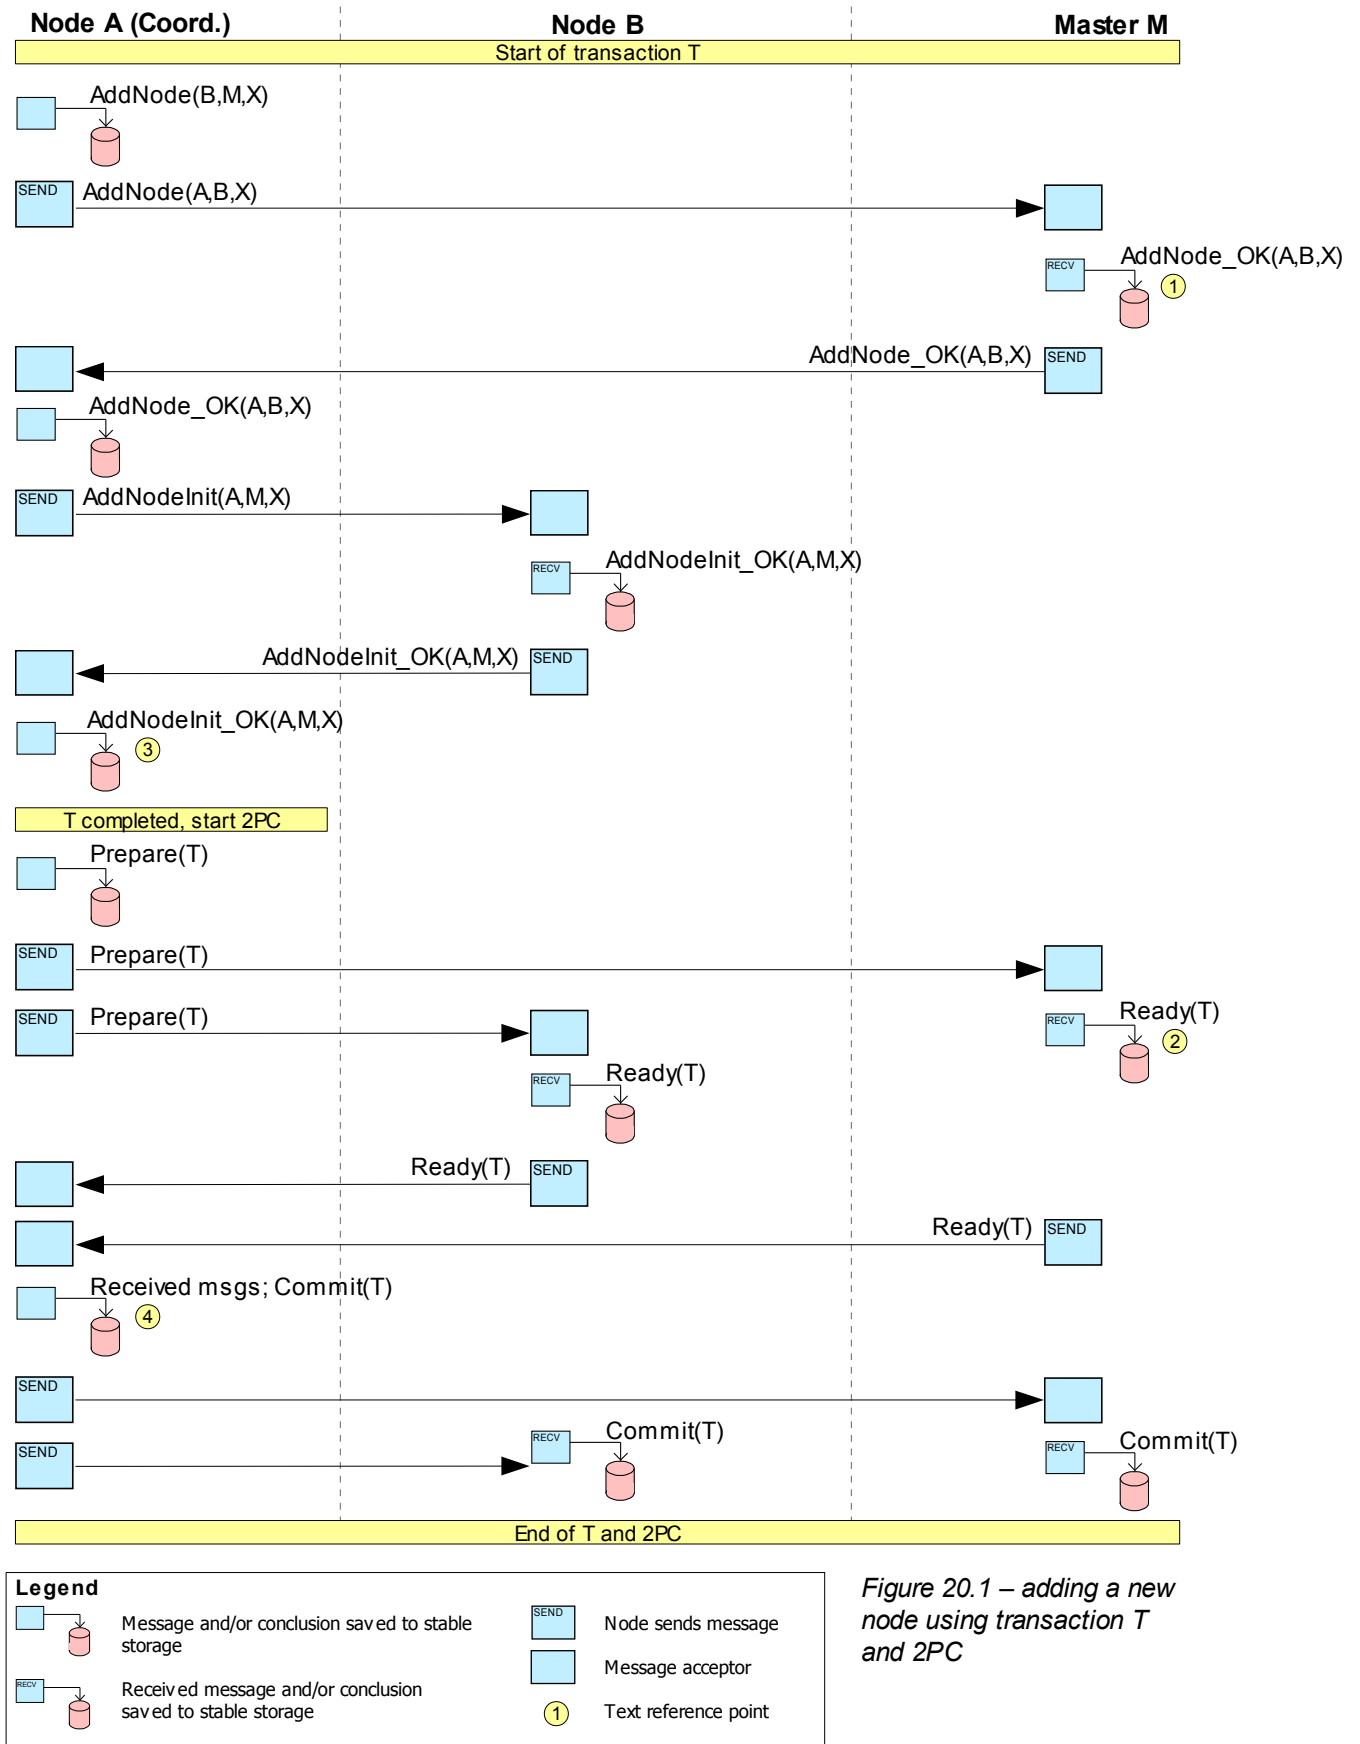 Node A (Coord.)
Node B
Master M
Start of transaction T
AddNode(B,M,X)
SEND
AddNode(A,B,X)
AddNode_OK(A,B,X)
RECV
1
AddNode_OK(A,B,X)
SEND
AddNode_OK(A,B,X)
SEND
AddNodeInit(A,M,X)
AddNodeInit_OK(A,M,X)
RECV
AddNodeInit_OK(A,M,X)
SEND
AddNodeInit_OK(A,M,X)
3
T completed, start 2PC
Prepare(T)
SEND
Prepare(T)
SEND
Prepare(T)
RECV
Ready(T)
2
RECV
Ready(T)
Ready(T)
SEND
Ready(T)
SEND
Received msgs; Commit(T)
4
SEND
SEND
RECV
Commit(T)
RECV
Commit(T)
End of T and 2PC
Legend
Message and/or conclusion saved to stable
storage
RECV
Received message and/or conclusion
saved to stable storage
SEND
Node sends message
Message acceptor
1
Text reference point
Figure 20.1 – adding a new
node using transaction T
and 2PC